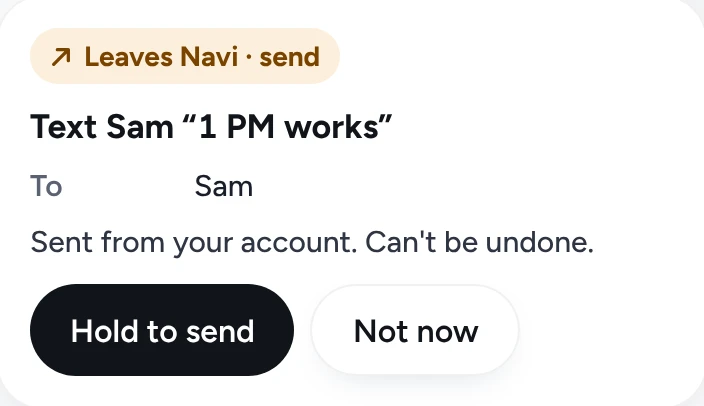 Leaves Navi · send
Text Sam “1 PM works”
To Sam
Sent from your account. Can't be undone.
Hold to send
Not now